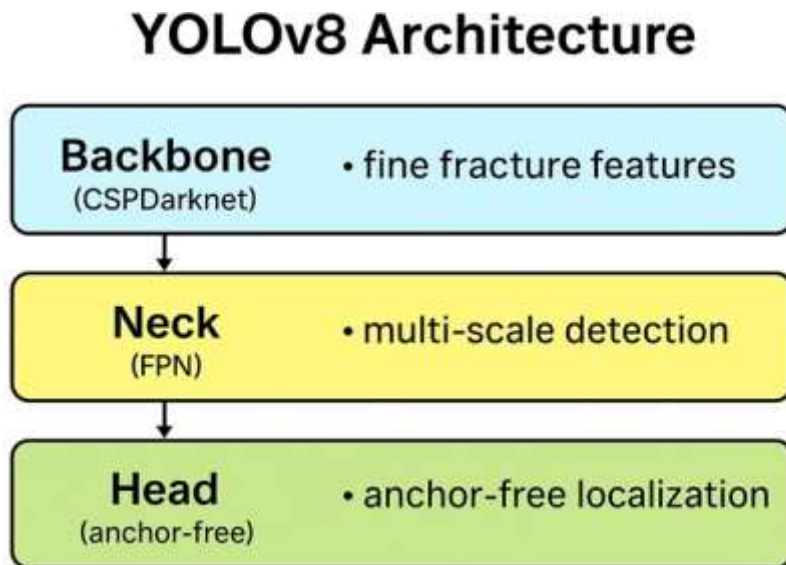 YOLOv8 Architecture
Backbone
(CSPDarknet)
• fine fracture features
Neck
(FPN)
• multi-scale detection
Head
(anchor-free)
• anchor-free localization